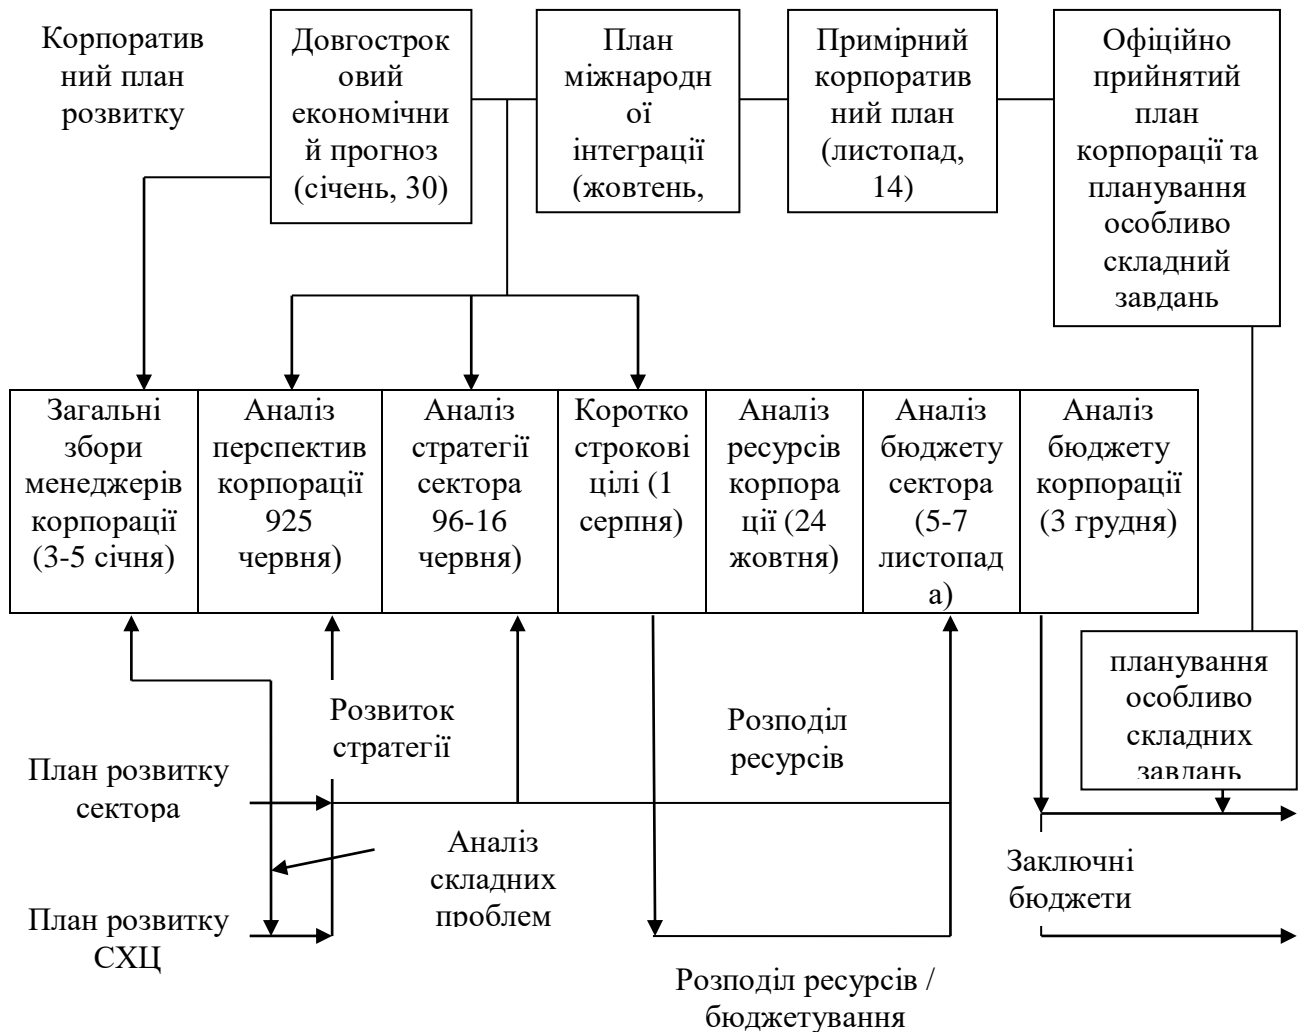 Корпоратив
ний план
розвитку
Довгострок
овий
економічни
й прогноз
(січень, 30)
План
міжнародн
ої
інтеграції
(жовтень,
Примірний
корпоратив
ний план
(листопад,
14)
Офіційно
прийнятий
план
корпорації та
планування
особливо
складний
завдань
Загальні
збори
менеджерів
корпорації
(3-5 січня)
Аналіз
перспектив
корпорації
925
червня)
Аналіз
стратегії
сектора
96-16
червня)
Коротко
строкові
цілі (1
серпня)
Аналіз
ресурсів
корпора
ції (24
жовтня)
Аналіз
бюджету
сектора
(5-7
листопад
а)
Аналіз
бюджету
корпорації
(3 грудня)
планування
особливо
складних
завдань
Розвиток
стратегії
Розподіл
ресурсів
План розвитку
сектора
Аналіз
складних
проблем
Заключні
бюджети
План розвитку
СХЦ
Розподіл ресурсів /
бюджетування